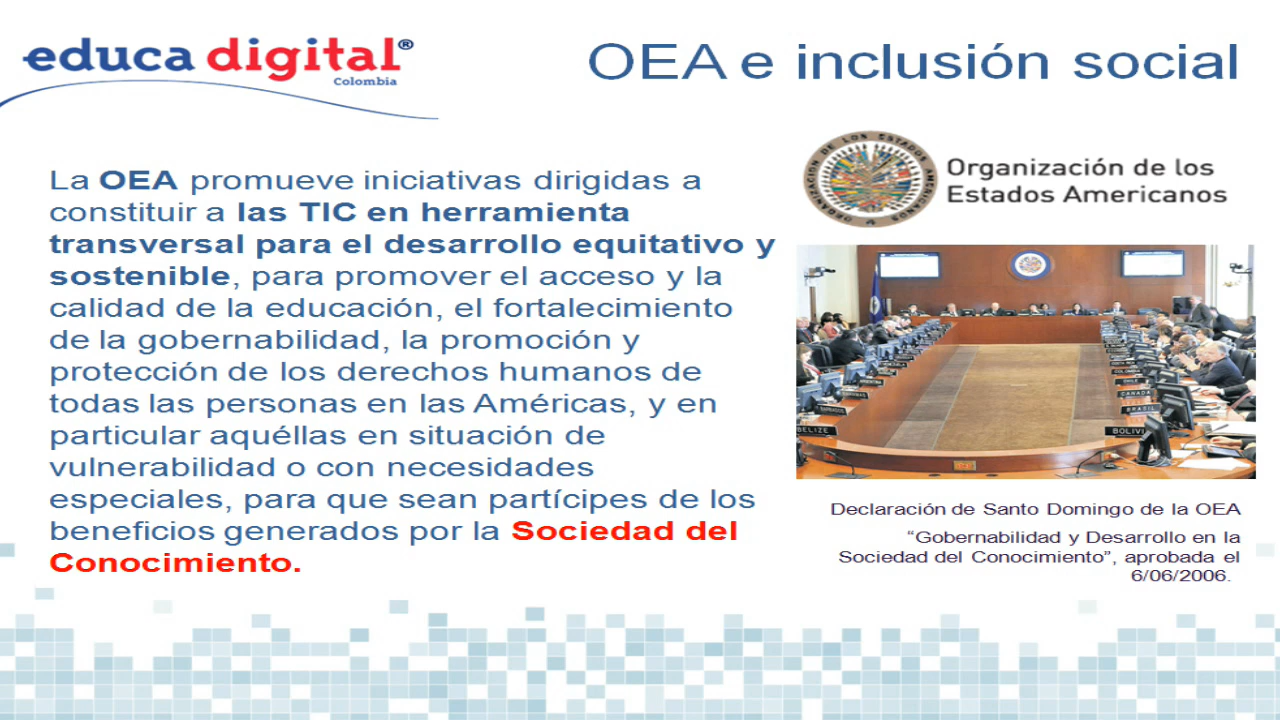 educa digital®
Colombia
OEA e inclusión social
La OEA promueve iniciativas dirigidas a
constituir a las TIC en herramienta
transversal para el desarrollo equitativo y
sostenible, para promover el acceso y la
calidad de la educación, el fortalecimiento
de la gobernabilidad, la promoción y
protección de los derechos humanos de
todas las personas en las Américas, y en
particular aquéllas en situación de
vulnerabilidad o con necesidades
especiales, para que sean partícipes de los
beneficios generados por la Sociedad del
Conocimiento.
Organización de los
Estados Americanos
ARGENTINA
BARBADOS
BELIZE
COLOMBIA
CHILE
CANADA
BRASIL
BOLIVI
Declaración de Santo Domingo de la OEA
“Gobernabilidad y Desarrollo en la
Sociedad del Conocimiento”, aprobada el
6/06/2006.